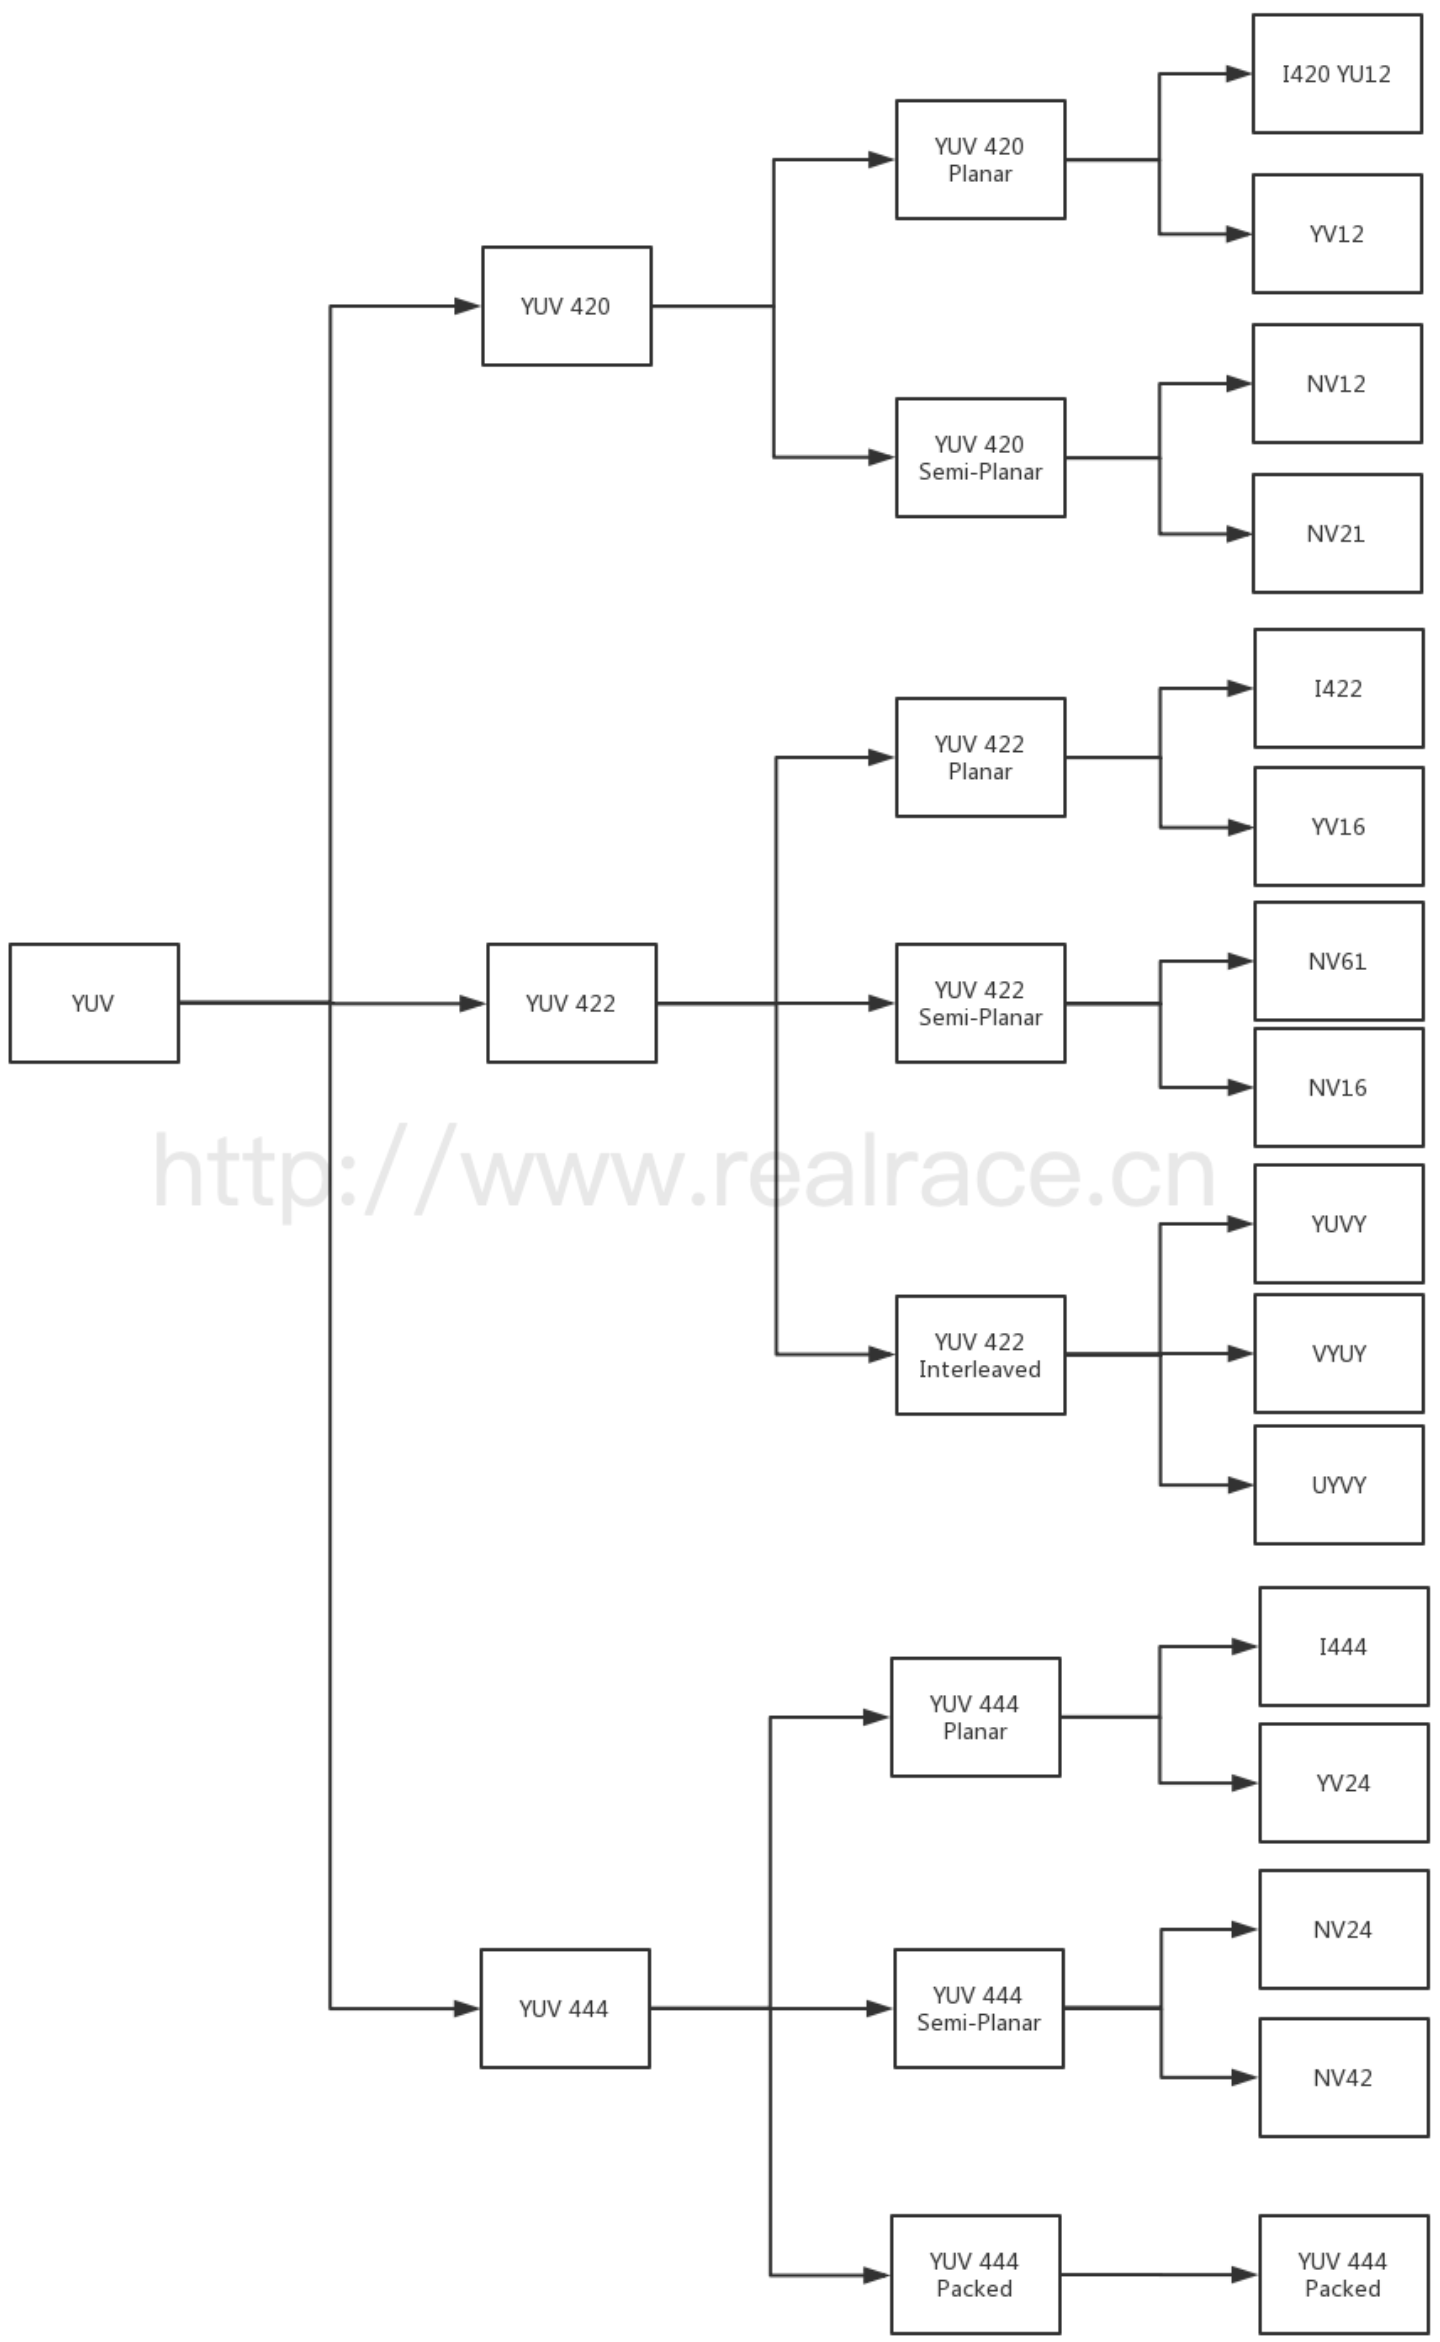 I420 YU12
YUV 420
Planar
YV12
YUV 420
NV12
YUV 420
Semi-Planar
NV21
I422
YUV 422
Planar
YV16
NV61
YUV
YUV 422
YUV 422
Semi-Planar
NV16
http://www.realrace.cn
YUVY
YUV 422
Interleaved
VYUY
UYVY
I444
YUV 444
Planar
YV24
NV24
YUV 444
YUV 444
Semi-Planar
NV42
YUV 444
Packed
YUV 444
Packed